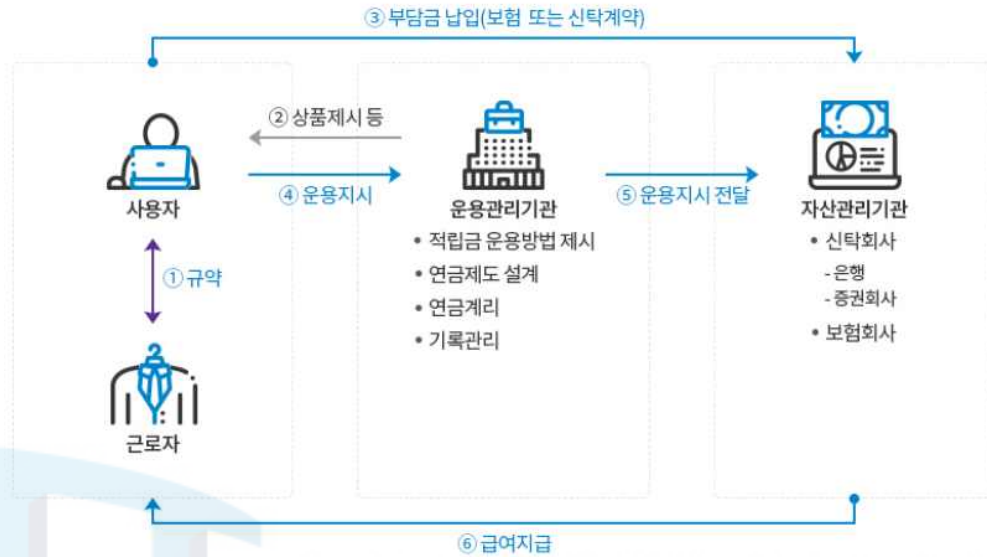 ③ 부담금 납입(보험 또는 신탁계약)
② 상품제시 등
④ 운용지시
⑤ 운용지시 전달
사용자
운용관리기관
자산관리기관
• 적립금 운용방법 제시
• 연금제도 설계
• 연금계리
• 기록관리
• 신탁회사
- 은행
- 증권회사
• 보험회사
① 규약
근로자
⑥ 급여지급